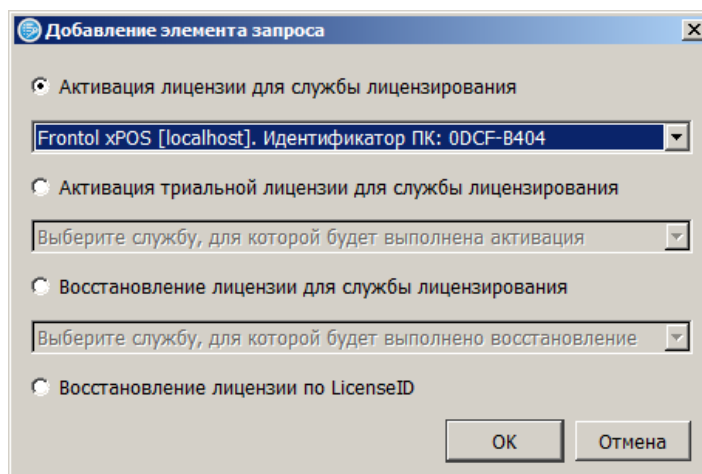 Добавление элемента запроса
Активация лицензии для службы лицензирования
Frontol xPOS [localhost]. Идентификатор ПК: 0DCF-B404
Активация триальной лицензии для службы лицензирования
Выберите службу, для которой будет выполнена активация
Восстановление лицензии для службы лицензирования
Выберите службу, для которой будет выполнено восстановление
Восстановление лицензии по LicenseID
OK
Отмена